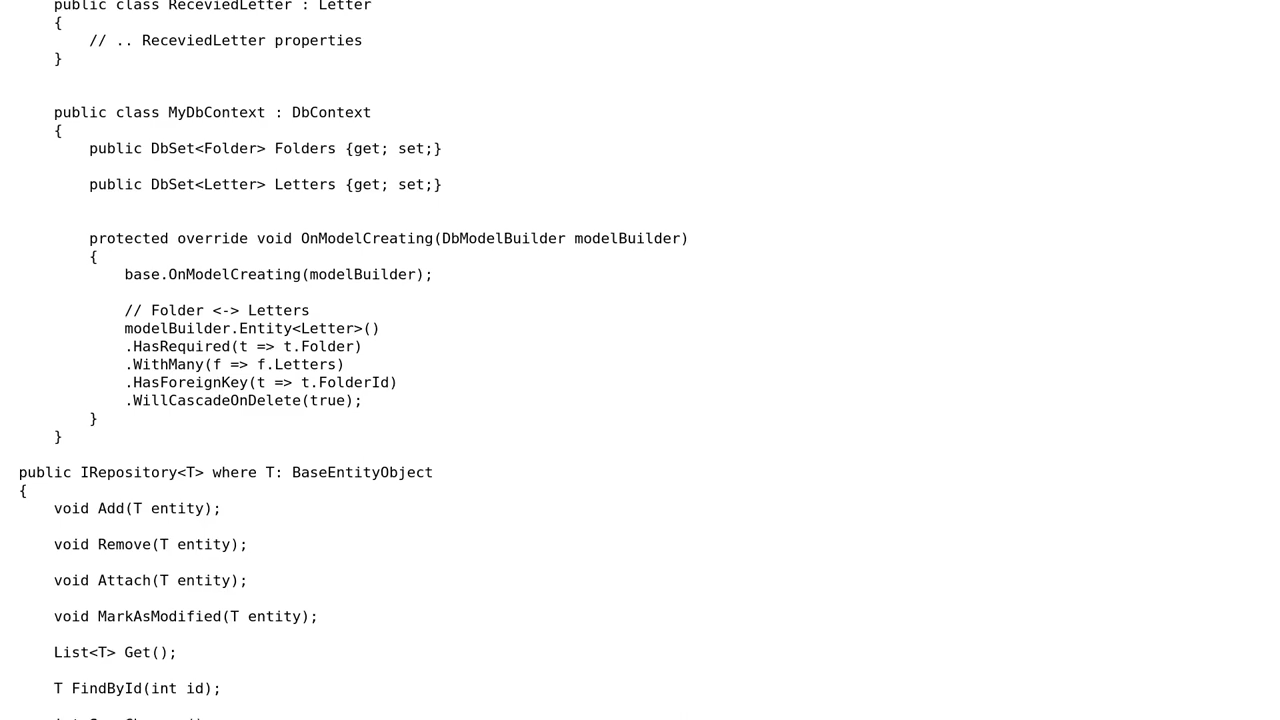 public class ReceviedLetter : Letter
{
// .. ReceviedLetter properties
}
public class MyDbContext : DbContext
{
public DbSet<Folder> Folders {get; set;}
public DbSet<Letter> Letters {get; set;}
protected override void OnModelCreating(DbModelBuilder modelBuilder)
{
base.OnModelCreating(modelBuilder);
// Folder <-> Letters
modelBuilder.Entity<Letter>()
.HasRequired(t => t.Folder)
.WithMany(f => f.Letters)
.HasForeignKey(t => t.FolderId)
.WillCascadeOnDelete(true);
}
}
public IRepository<T> where T: BaseEntityObject
{
void Add(T entity);
void Remove(T entity);
void Attach(T entity);
void MarkAsModified(T entity);
List<T> Get();
T FindById(int id);